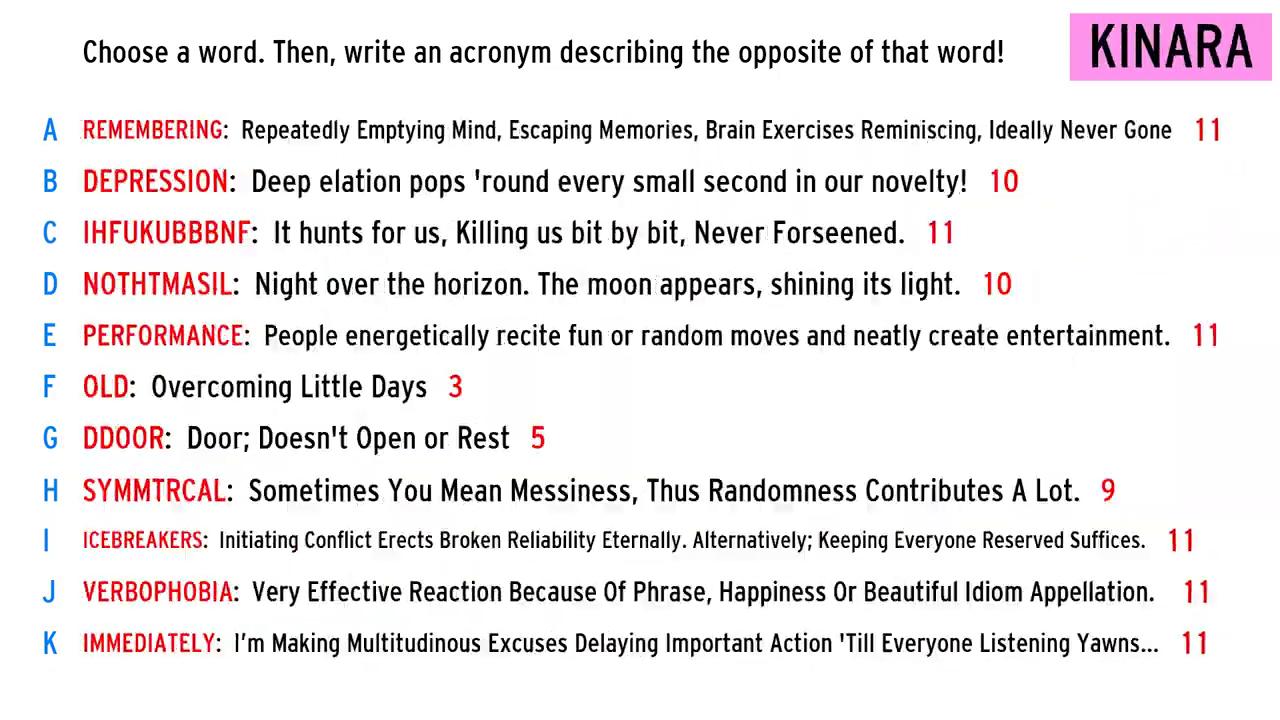 Choose a word. Then, write an acronym describing the opposite of that word!
KINARA
A REMEMBERING: Repeatedly Emptying Mind, Escaping Memories, Brain Exercises Reminiscing, Ideally Never Gone 11
B DEPRESSION: Deep elation pops 'round every small second in our novelty! 10
C IHFUKUBBBNF: It hunts for us, Killing us bit by bit, Never Forseened. 11
D NOTHTMASIL: Night over the horizon. The moon appears, shining its light. 10
E PERFORMANCE: People energetically recite fun or random moves and neatly create entertainment. 11
F OLD: Overcoming Little Days 3
G DDOOR: Door; Doesn't Open or Rest 5
H SYMMTRCAL: Sometimes You Mean Messiness, Thus Randomness Contributes A Lot. 9
I ICEBREAKERS: Initiating Conflict Erects Broken Reliability Eternally. Alternatively; Keeping Everyone Reserved Suffices. 11
J VERBOPHOBIA: Very Effective Reaction Because Of Phrase, Happiness Or Beautiful Idiom Appellation. 11
K IMMEDIATELY: I'm Making Multitudinous Excuses Delaying Important Action 'Till Everyone Listening Yawns... 11